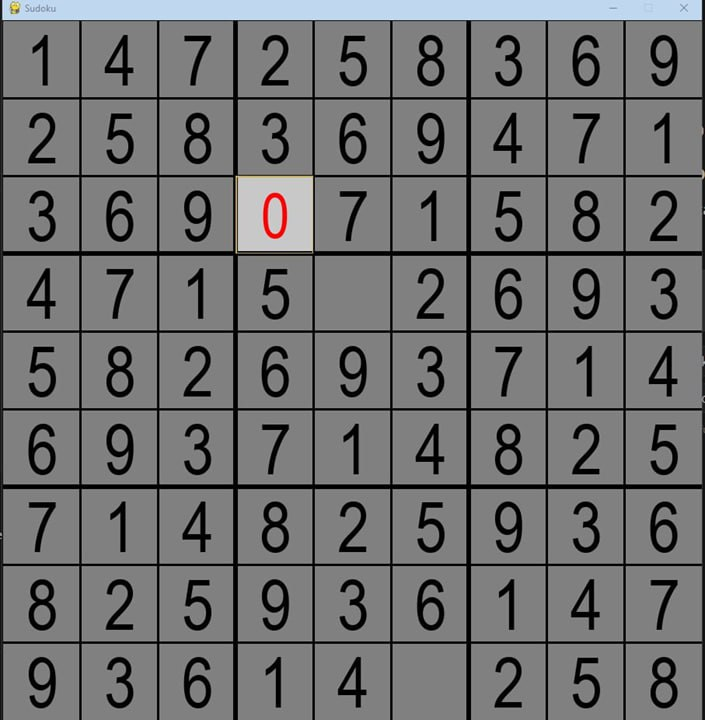 Sudoku
1 4 7 2 5 8 3 6 9
2 5 8 3 6 9 4 7 1
3 6 9 0 7 1 5 8 2
4 7 1 5 2 6 9 3
5 8 2 6 9 3 7 1 4
6 9 3 7 1 4 8 2 5
7 1 4 8 2 5 9 3 6
8 2 5 9 3 6 1 4 7
9 3 6 1 4 2 5 8